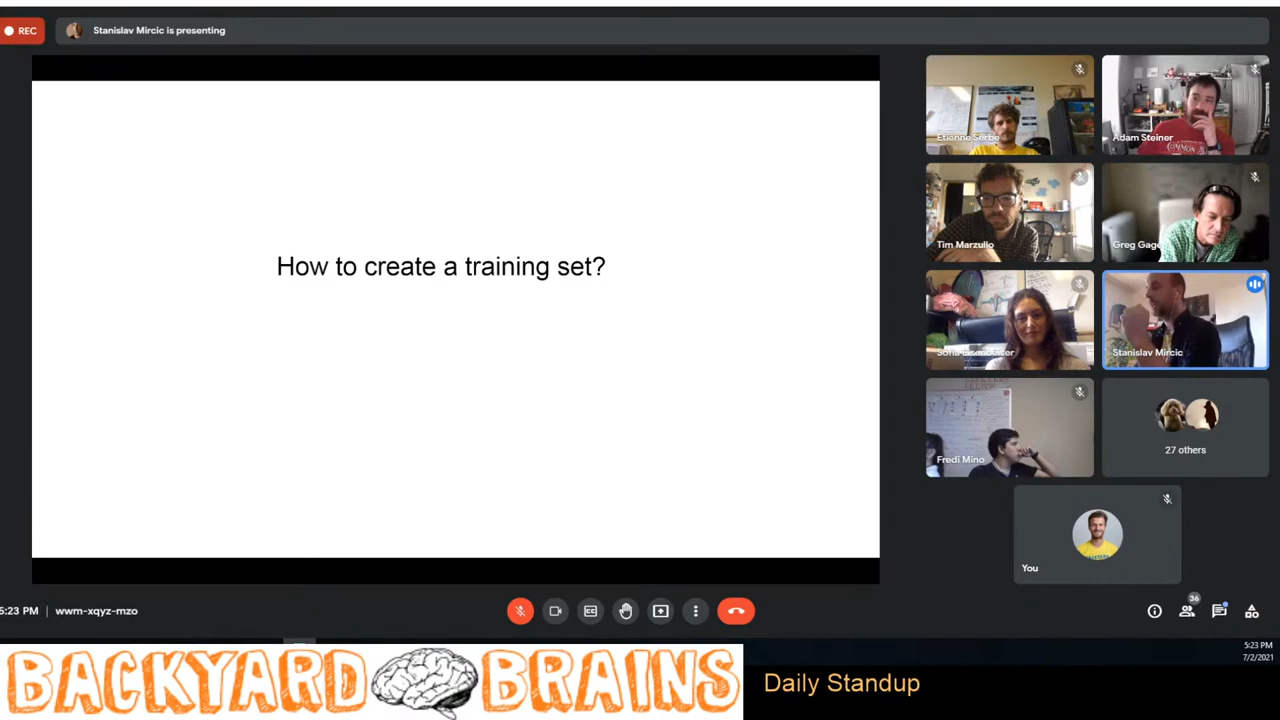 REC
Stanislav Mircic is presenting
How to create a training set?
Etienne Serbe
Adam Steiner
Tim Marzullo
Greg Gage
Stanislav Mircic
Fredi Mino
27 others
You
5:23 PM | wwm-xqyz-mzo
36
5:23 PM
7/2/2021
BACKYARD BRAINS
Daily Standup